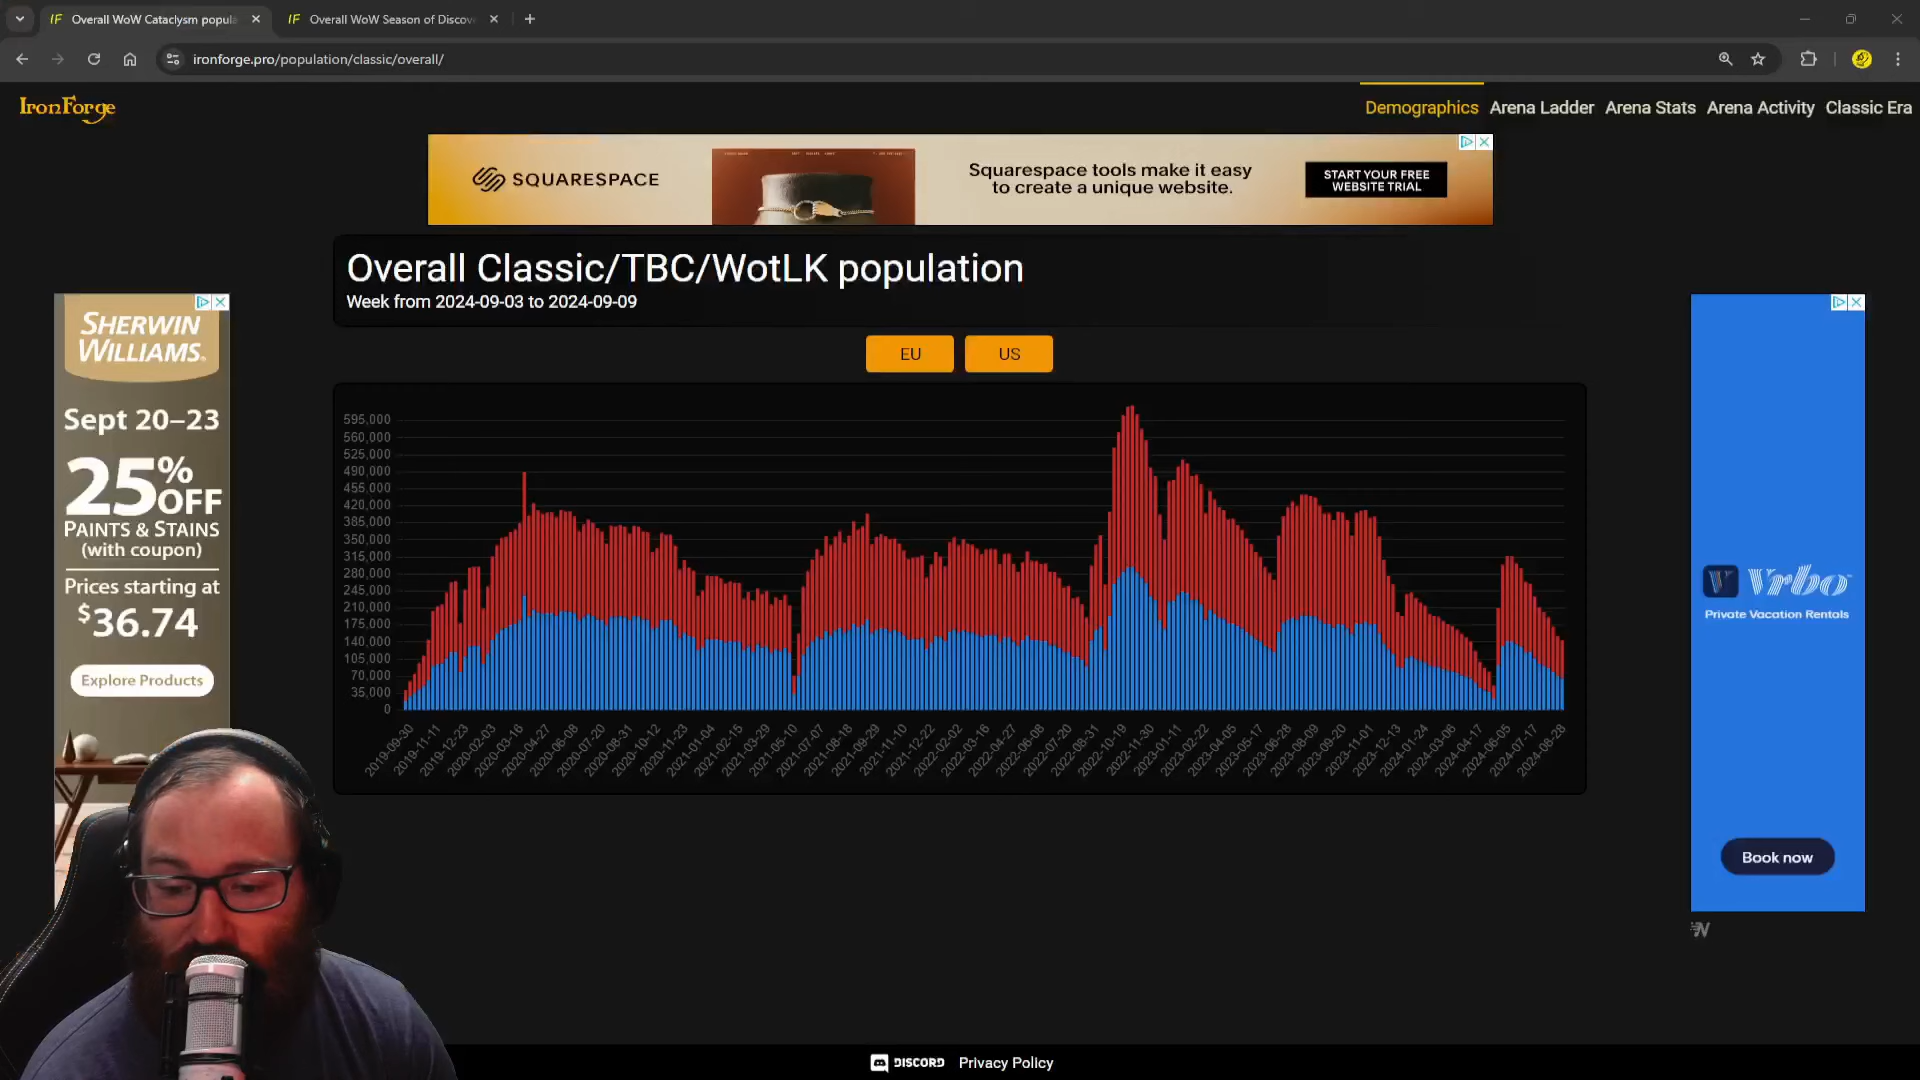 Overall WoW Cataclysm popula
Overall WoW Season of Discov
ironforge.pro/population/classic/overall/
IronForge
Demographics
Arena Ladder
Arena Stats
Arena Activity
Classic Era
SQUARESPACE
Squarespace tools make it easy
to create a unique website.
START YOUR FREE
WEBSITE TRIAL
Overall Classic/TBC/WotLK population
Week from 2024-09-03 to 2024-09-09
EU
US
SHERWIN
WILLIAMS.
Sept 20–23
25% OFF
PAINTS & STAINS
(with coupon)
Prices starting at
$36.74
Explore Products
595,000
560,000
525,000
490,000
455,000
420,000
385,000
350,000
315,000
280,000
245,000
210,000
175,000
140,000
105,000
70,000
35,000
0
2019-09-30
2019-11-11
2019-12-23
2020-02-03
2020-03-16
2020-04-27
2020-06-08
2020-07-20
2020-08-31
2020-10-12
2020-11-23
2021-01-04
2021-02-15
2021-03-29
2021-05-10
2021-07-07
2021-08-18
2021-09-29
2021-11-10
2021-12-22
2022-02-02
2022-03-16
2022-04-27
2022-06-08
2022-07-20
2022-08-31
2022-10-19
2022-11-30
2023-01-11
2023-02-22
2023-04-05
2023-05-17
2023-06-28
2023-08-09
2023-09-20
2023-11-01
2023-12-13
2024-01-24
2024-03-06
2024-04-17
2024-06-05
2024-07-17
2024-08-28
Vrbo
Private Vacation Rentals
Book now
DISCORD
Privacy Policy